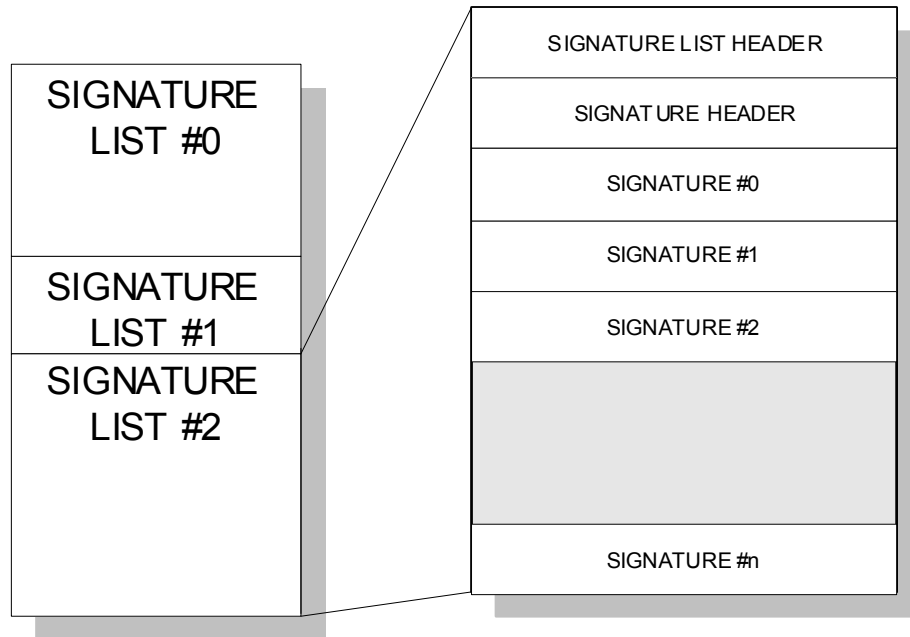 SIGNATURE
LIST #0
SIGNATURE
LIST #1
SIGNATURE
LIST #2
SIGNATURE LIST HEADER
SIGNATURE HEADER
SIGNATURE #0
SIGNATURE #1
SIGNATURE #2
SIGNATURE #n